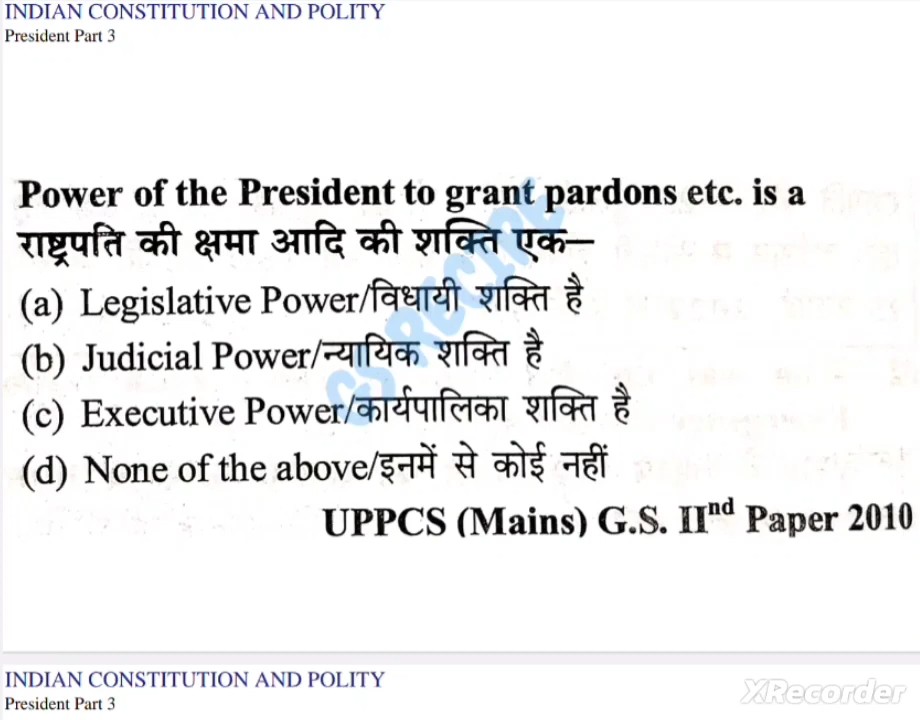 INDIAN CONSTITUTION AND POLITY
President Part 3
Power of the President to grant pardons etc. is a
राष्ट्रपति की क्षमा आदि की शक्ति एक—
(a) Legislative Power/विधायी शक्ति है
(b) Judicial Power/न्यायिक शक्ति है
(c) Executive Power/कार्यपालिका शक्ति है
(d) None of the above/इनमें से कोई नहीं
GS RECIPE
UPPCS (Mains) G.S. IInd Paper 2010
INDIAN CONSTITUTION AND POLITY
President Part 3
XRecorder